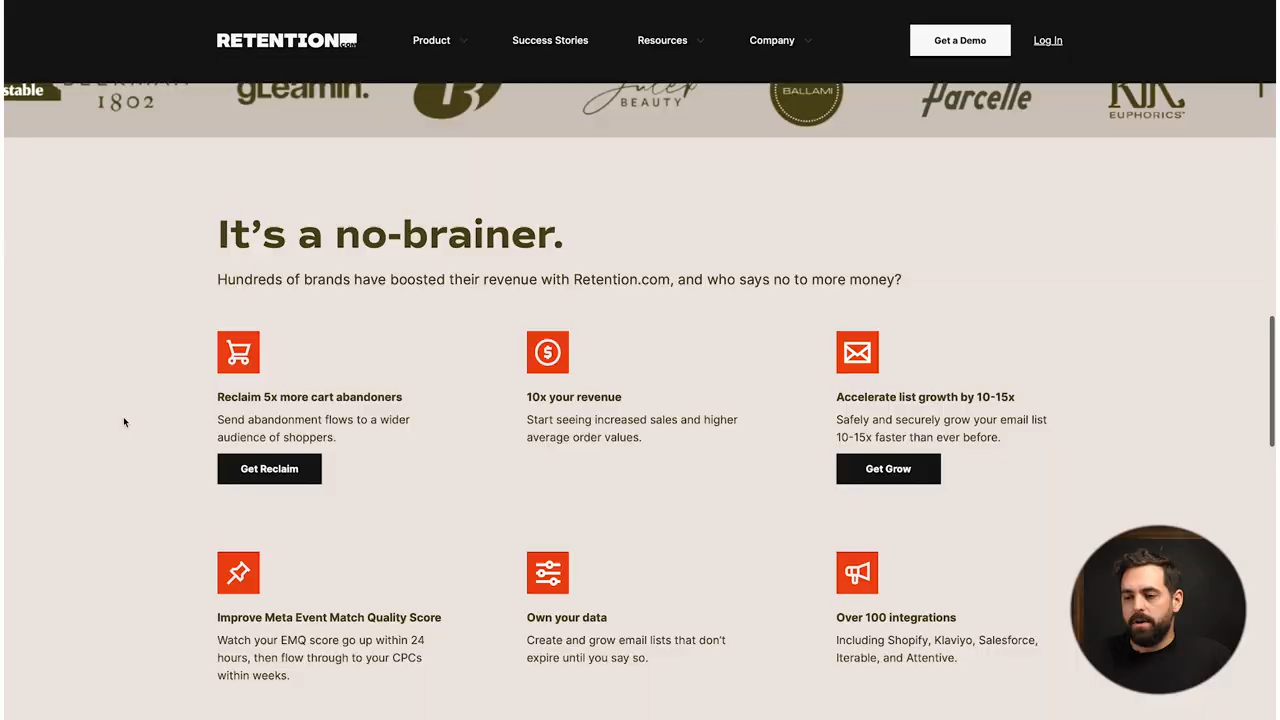 RETENTION.com
Product
Success Stories
Resources
Company
Get a Demo
Log In
stable
1802
gLeamin.
B
BEAUTY
BALLAMI
Parcelle
EUPHORICS
It's a no-brainer.
Hundreds of brands have boosted their revenue with Retention.com, and who says no to more money?
Reclaim 5x more cart abandoners
Send abandonment flows to a wider
audience of shoppers.
Get Reclaim
10x your revenue
Start seeing increased sales and higher
average order values.
Accelerate list growth by 10-15x
Safely and securely grow your email list
10-15x faster than ever before.
Get Grow
Improve Meta Event Match Quality Score
Watch your EMQ score go up within 24
hours, then flow through to your CPCs
within weeks.
Own your data
Create and grow email lists that don't
expire until you say so.
Over 100 integrations
Including Shopify, Klaviyo, Salesforce,
Iterable, and Attentive.